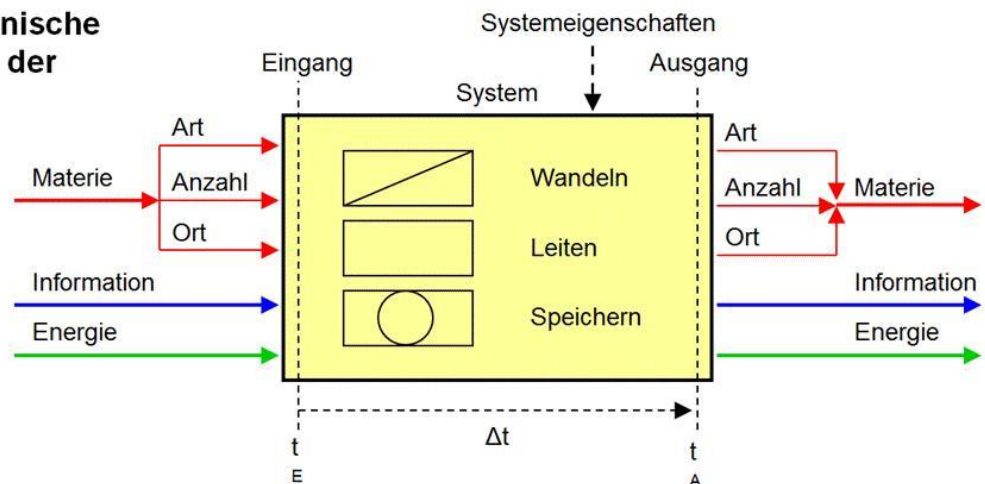 nische
der
Systemeigenschaften
Eingang
Ausgang
System
Art
Art
Materie
Anzahl
Wandeln
Anzahl
Materie
Ort
Leiten
Ort
Information
Information
Speichern
Energie
Energie
Δt
t
E
t
A